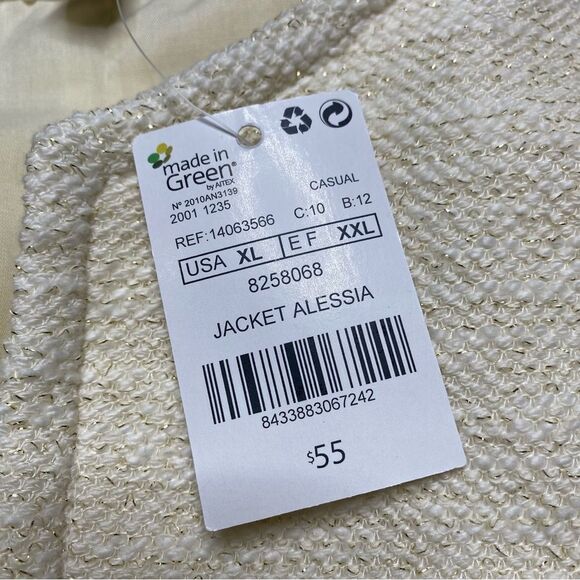 made in
Green®
by AITEX
Nº 2010AN3139
2001 1235 CASUAL
REF:14063566 C:10 B:12
USA XL E F XXL
8258068
JACKET ALESSIA
8433883067242
$55